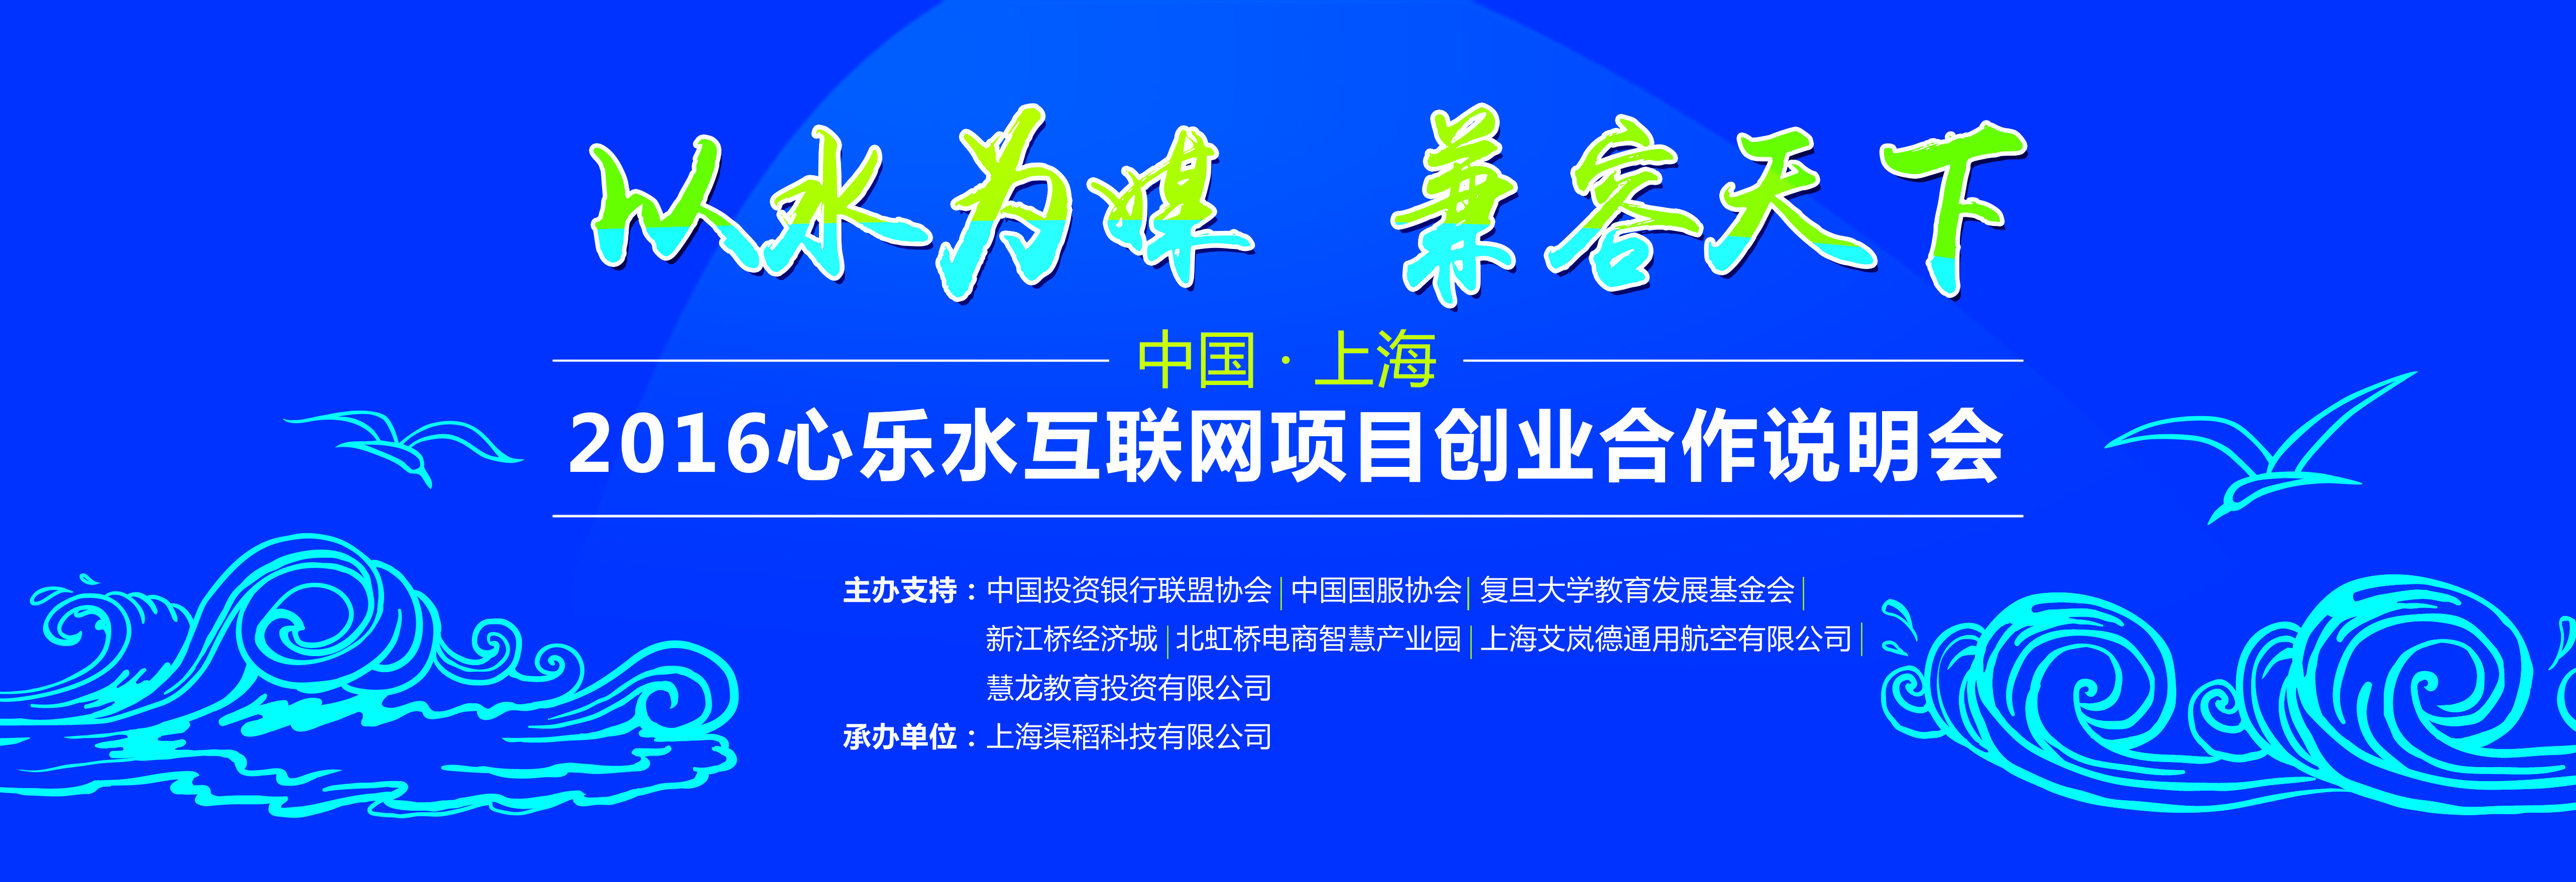 以水为媒 兼容天下
中国·上海
2016心乐水互联网项目创业合作说明会
主办支持：中国投资银行联盟协会|中国国服协会|复旦大学教育发展基金会|
新江桥经济城|北虹桥电商智慧产业园|上海艾岚德通用航空有限公司|
慧龙教育投资有限公司
承办单位：上海渠稻科技有限公司